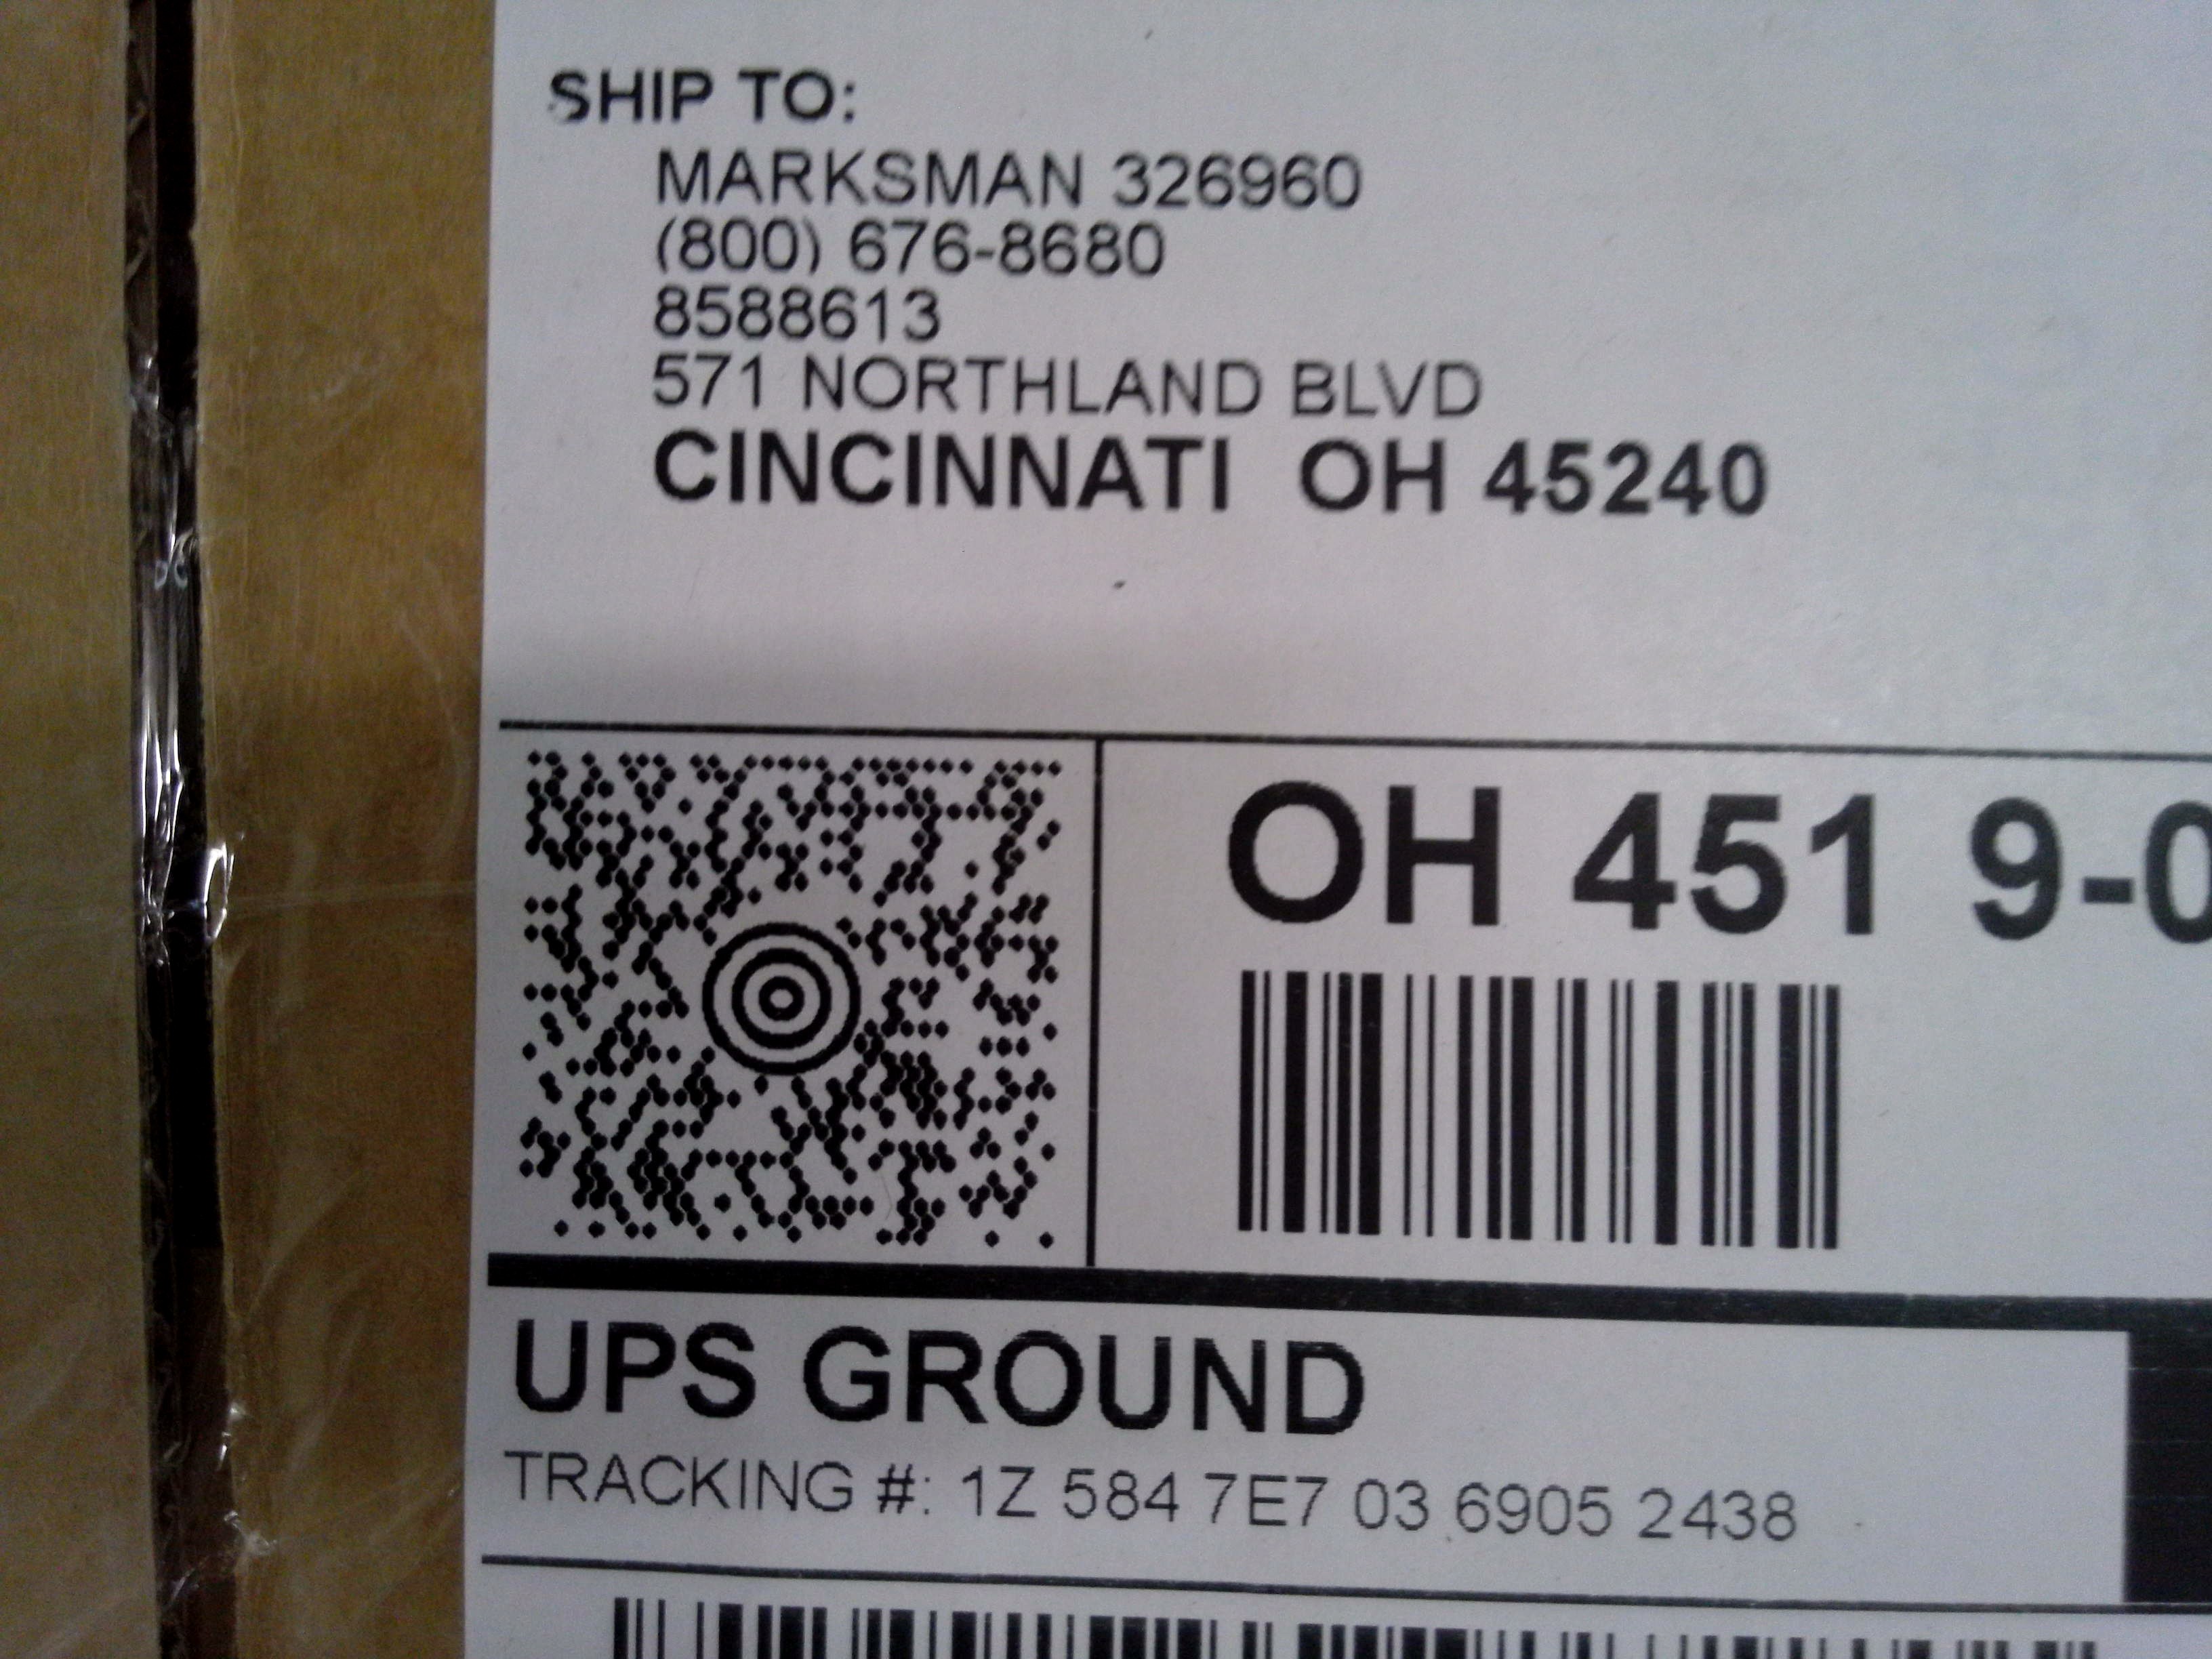 SHIP TO:
MARKSMAN 326960
(800) 676-8680
8588613
571 NORTHLAND BLVD
CINCINNATI OH 45240
OH 451 9-0
UPS GROUND
TRACKING #: 1Z 584 7E7 03 6905 2438